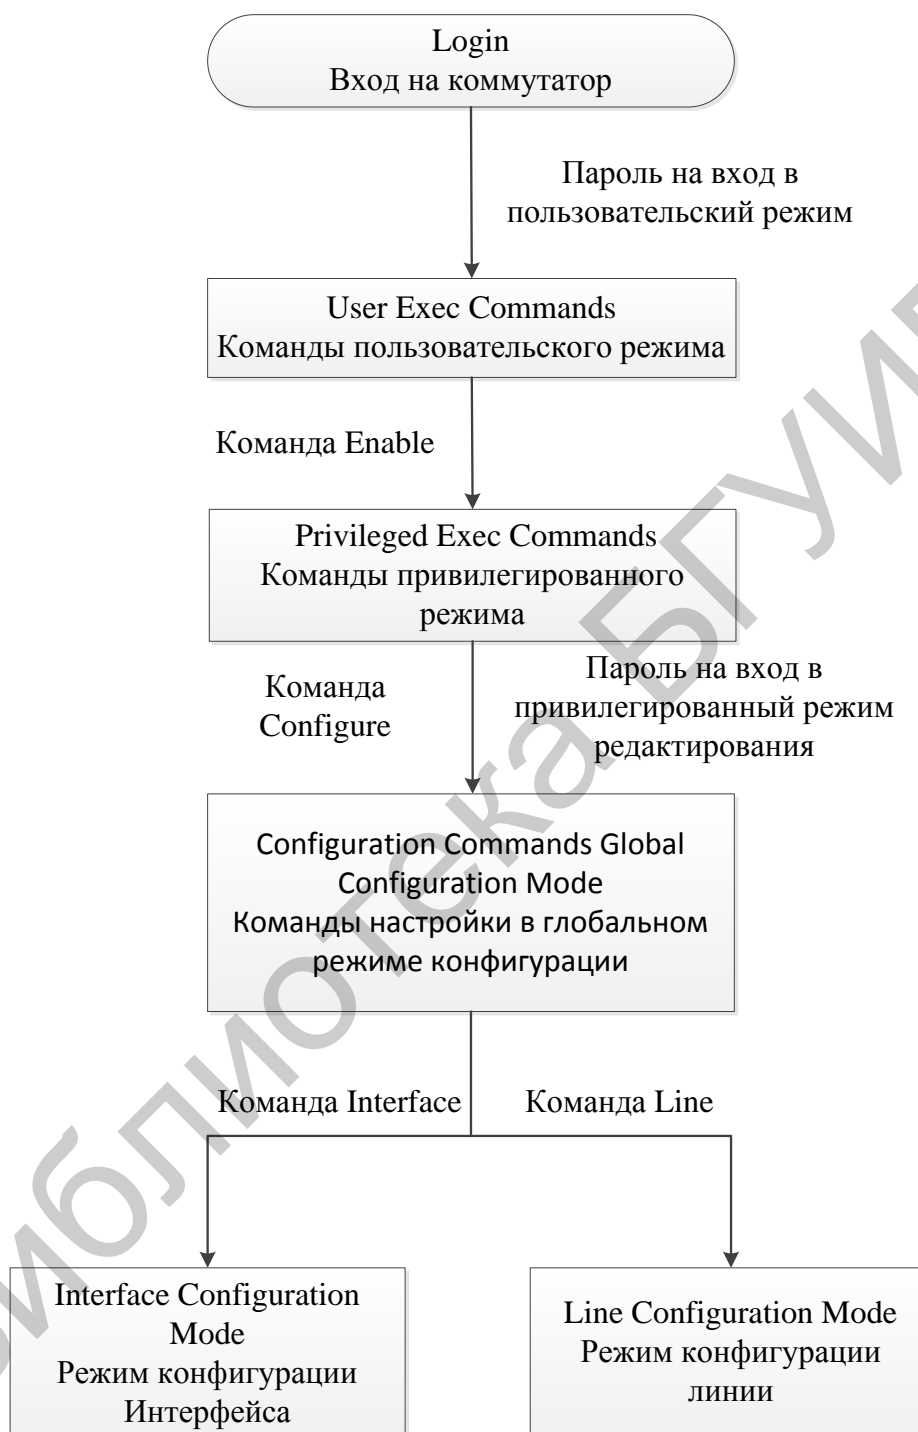 Login
Вход на коммутатор
Пароль на вход в
пользовательский режим
User Exec Commands
Команды пользовательского режима
Команда Enable
Privileged Exec Commands
Команды привилегированного
режима
Команда
Configure
Пароль на вход в
привилегированный режим
редактирования
Configuration Commands Global
Configuration Mode
Команды настройки в глобальном
режиме конфигурации
Команда Interface
Команда Line
Interface Configuration
Mode
Режим конфигурации
Интерфейса
Line Configuration Mode
Режим конфигурации
линии